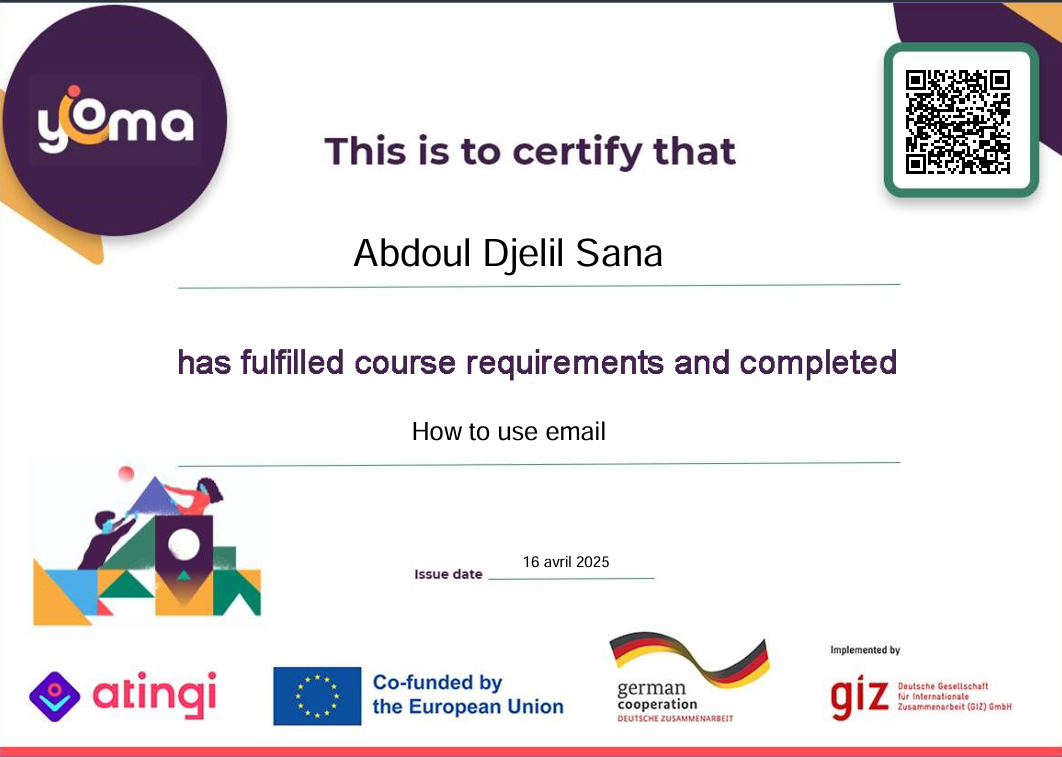 yoma
This is to certify that
Abdoul Djelil Sana
has fulfilled course requirements and completed
How to use email
16 avril 2025
Issue date
atingi
Co-funded by
the European Union
german
cooperation
DEUTSCHE ZUSAMMENARBEIT
Implemented by
giz
Deutsche Gesellschaft
für Internationale
Zusammenarbeit (GIZ) GmbH